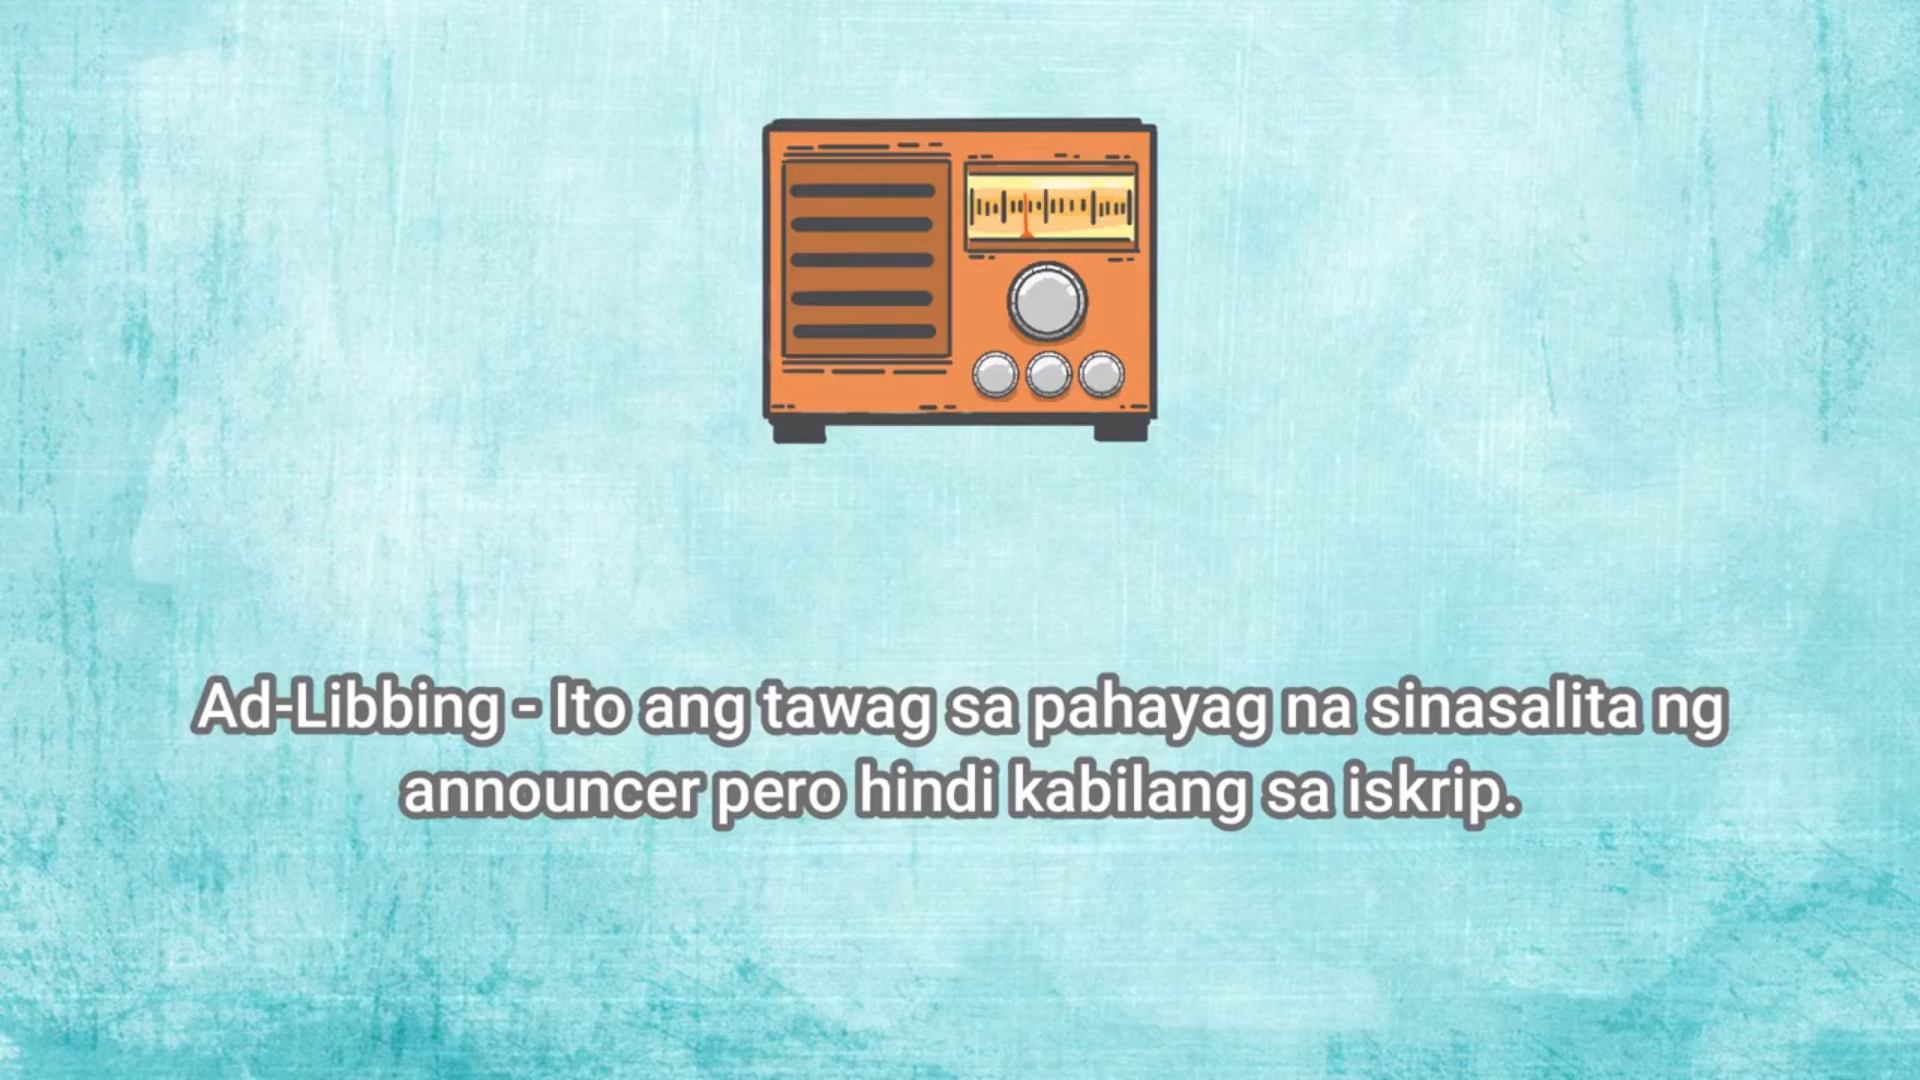 Ad-Libbing - Ito ang tawag sa pahayag na sinasalita ng
announcer pero hindi kabilang sa iskrip.